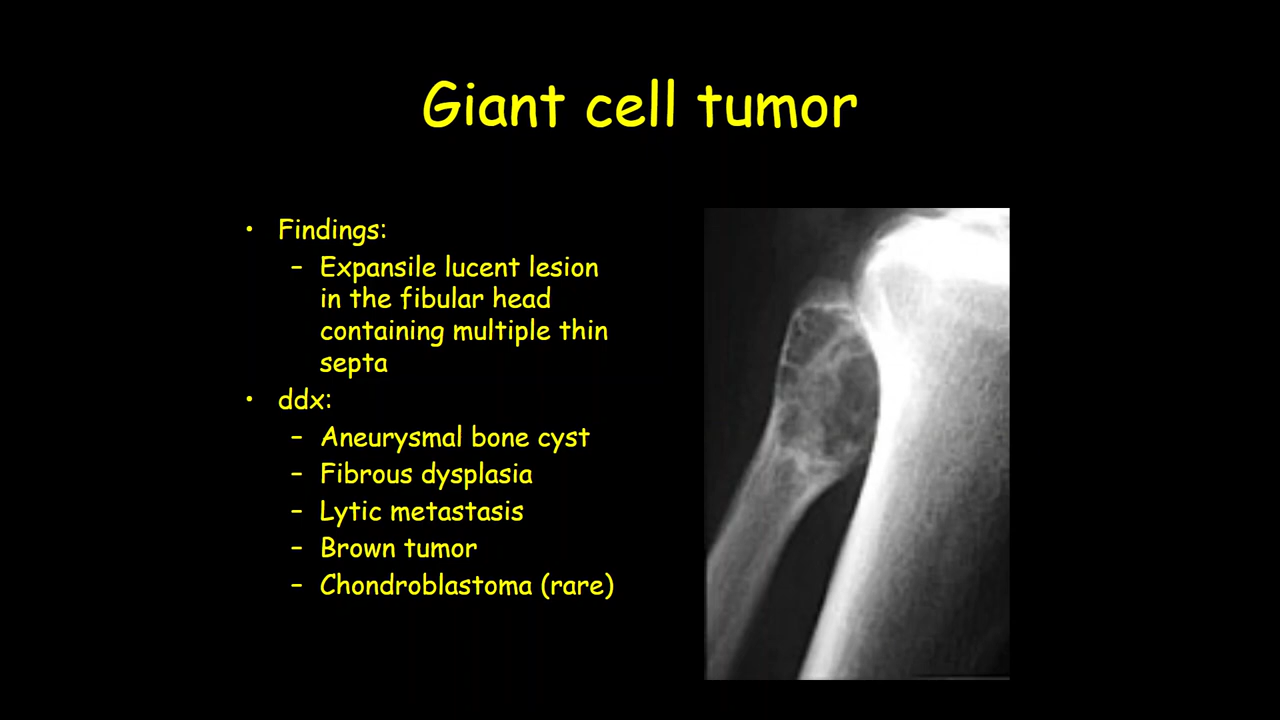 Giant cell tumor
• Findings:
– Expansile lucent lesion
in the fibular head
containing multiple thin
septa
• ddx:
– Aneurysmal bone cyst
– Fibrous dysplasia
– Lytic metastasis
– Brown tumor
– Chondroblastoma (rare)